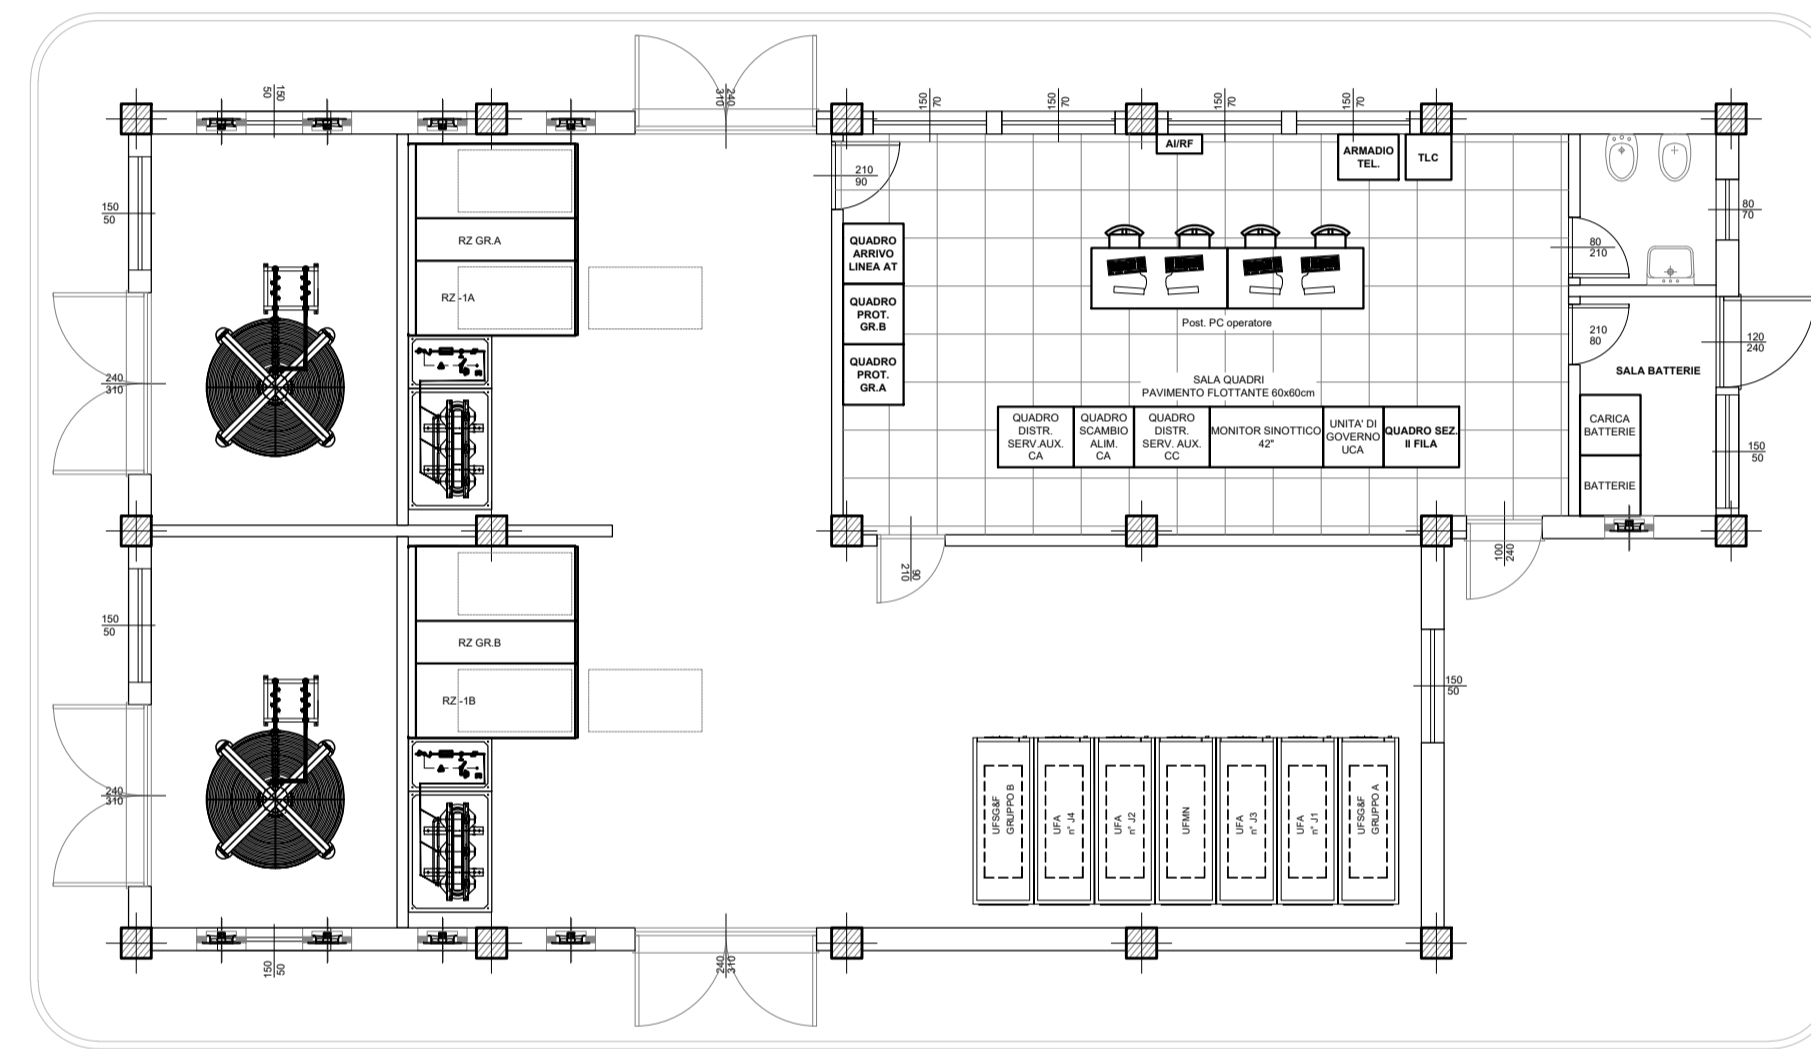 150
50
240
310
150
70
150
70
150
70
150
70
AI/RF
ARMADIO
TEL.
TLC
210
90
150
50
80
70
QUADRO
ARRIVO
LINEA AT
RZ GR.A
80
210
RZ -1A
QUADRO
PROT.
GR.B
Post. PC operatore
210
80
120
240
QUADRO
PROT.
GR.A
SALA BATTERIE
240
310
SALA QUADRI
PAVIMENTO FLOTTANTE 60x60cm
QUADRO
DISTR.
SERV.AUX.
CA
QUADRO
SCAMBIO
ALIM.
CA
QUADRO
DISTR.
SERV. AUX.
CC
MONITOR SINOTTICO
42"
UNITA' DI
GOVERNO
UCA
QUADRO SEZ.
II FILA
CARICA
BATTERIE
150
50
BATTERIE
90
210
100
240
150
50
RZ GR.B
RZ -1B
150
50
240
310
UFSG&F
GRUPPO B
UFA
n° J4
UFA
n° J2
UFMN
UFA
n° J3
UFA
n° J1
UFSG&F
GRUPPO A
150
50
240
310